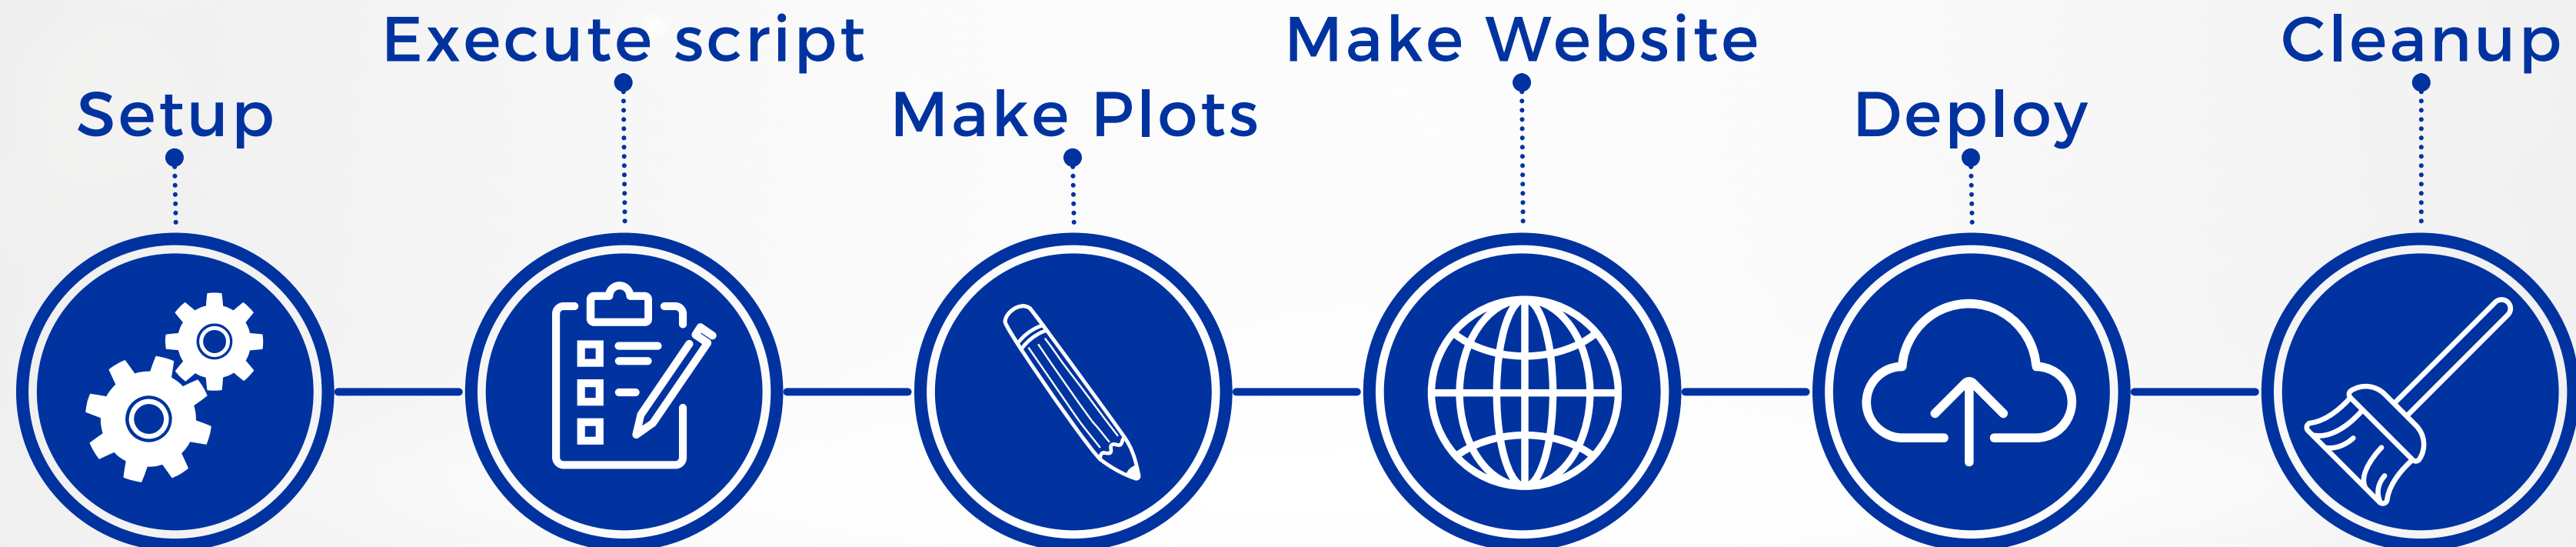 Setup
Execute script
Make Plots
Make Website
Deploy
Cleanup